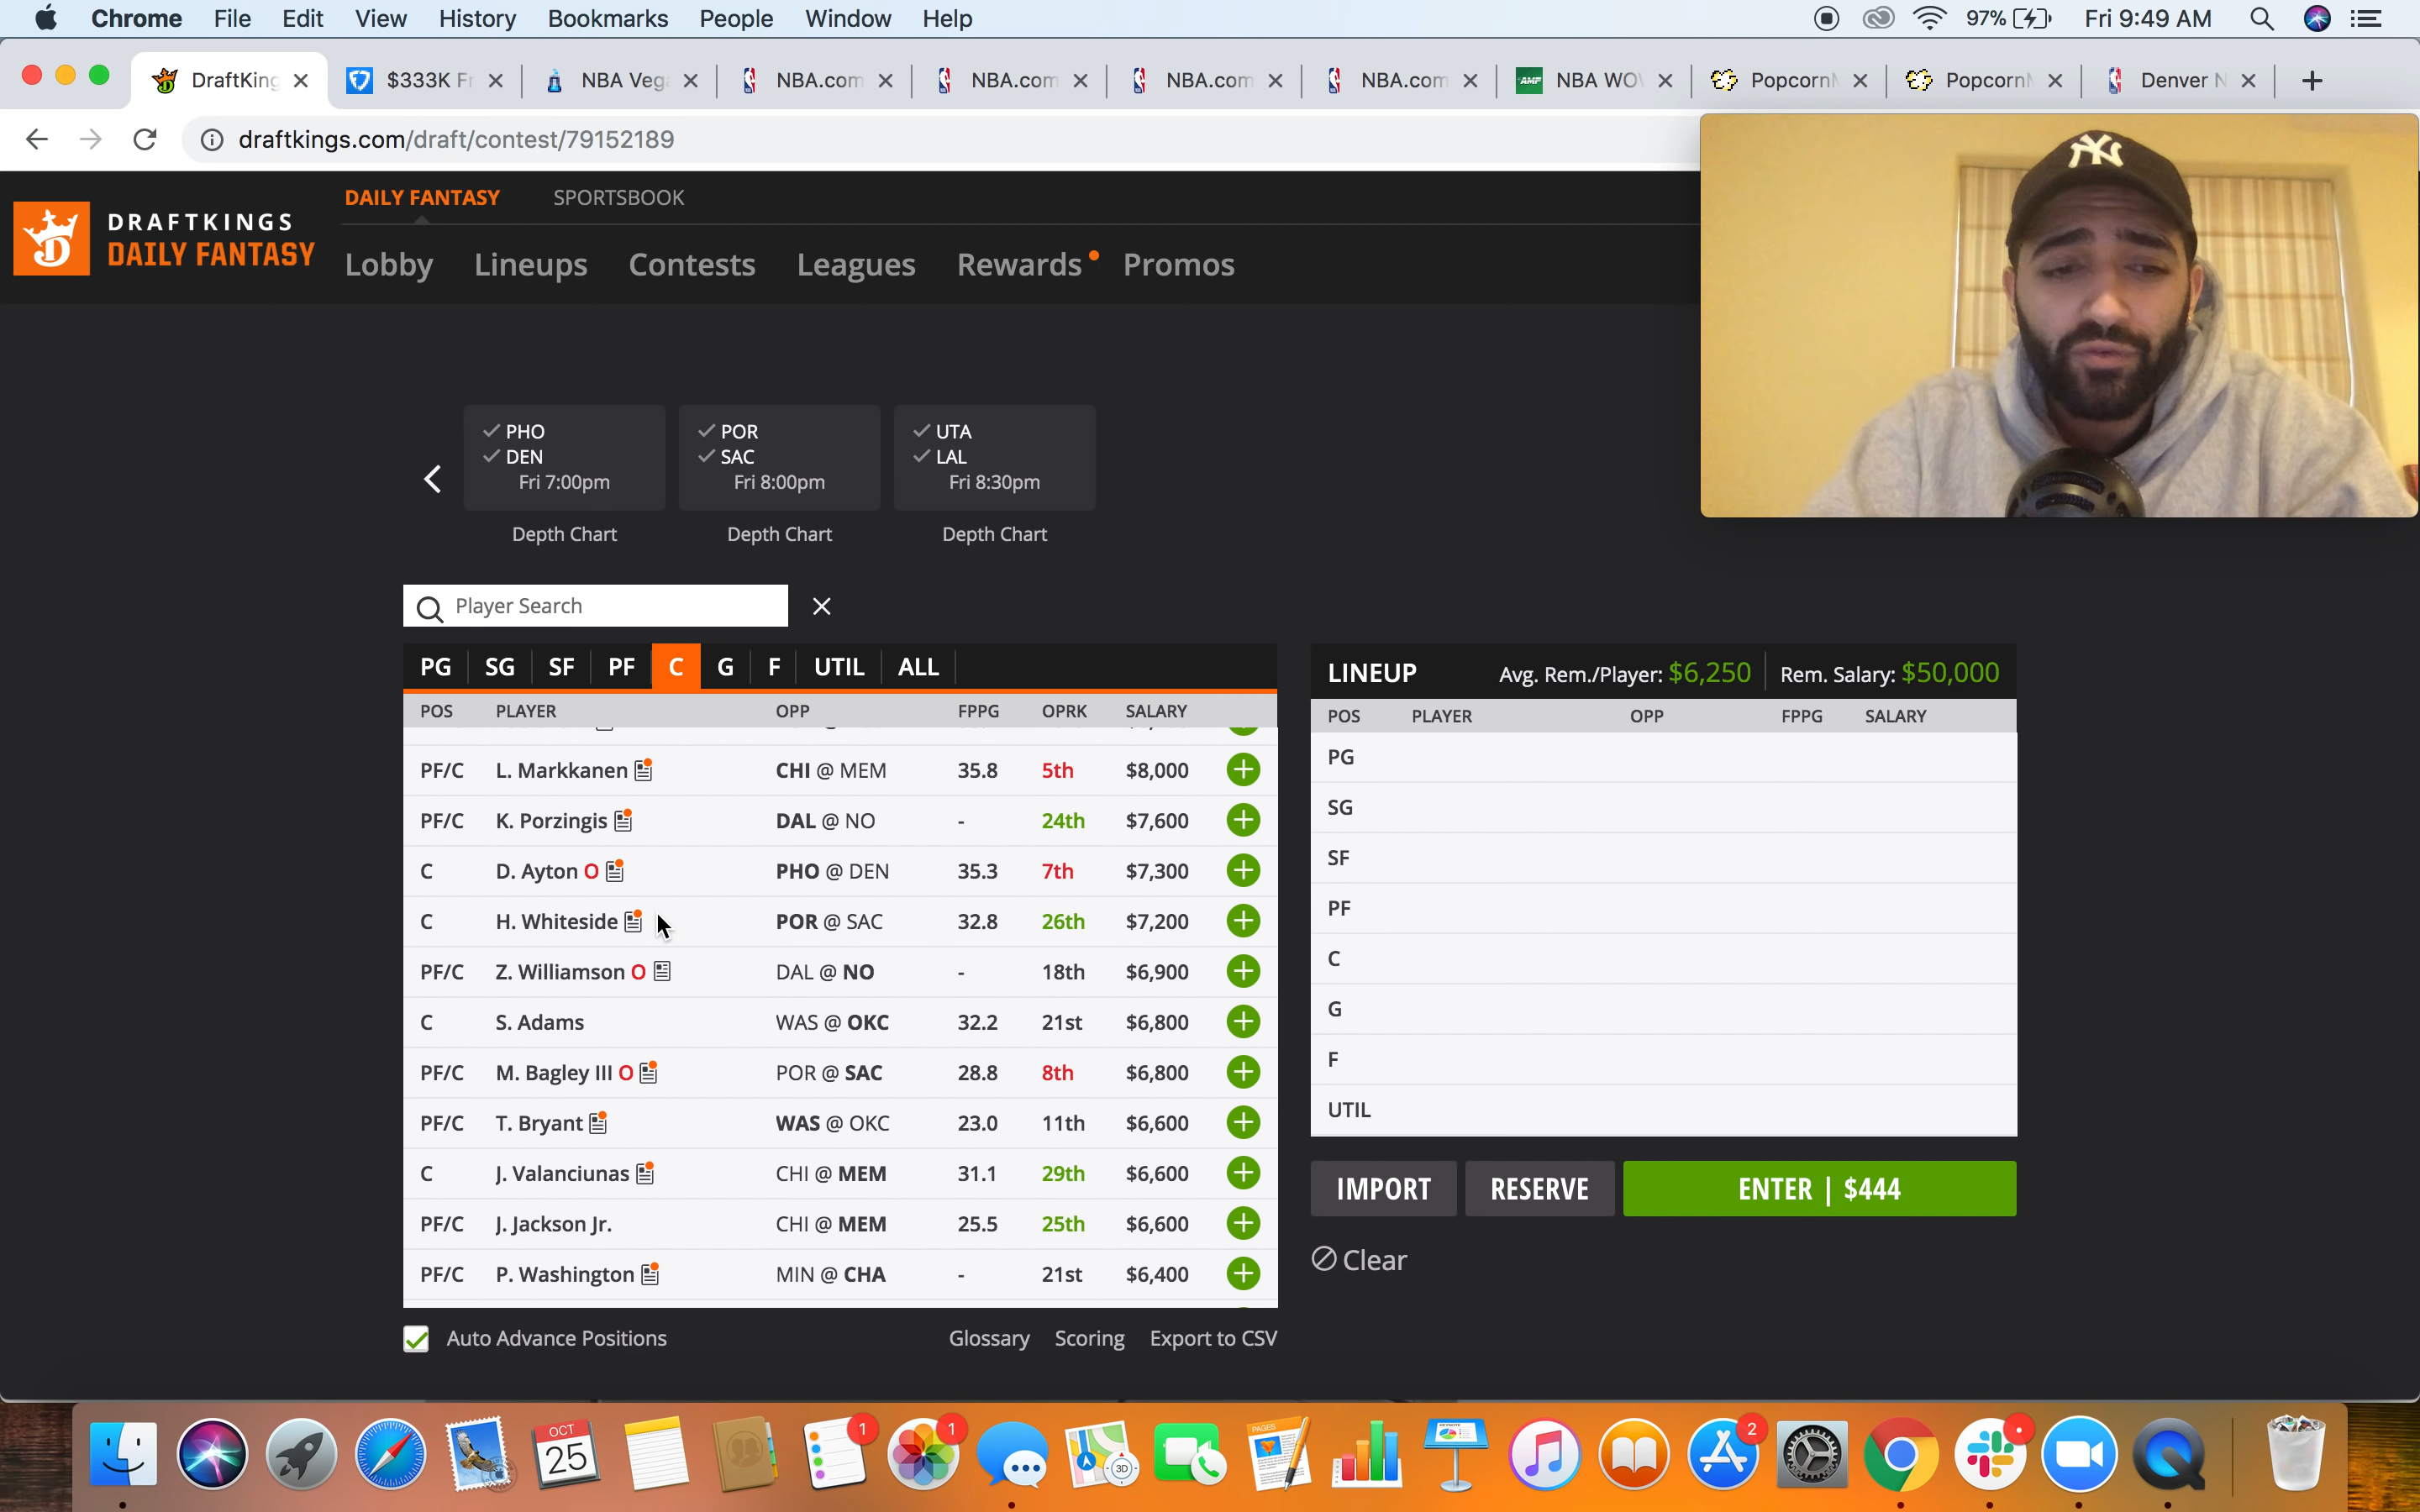 Chrome File Edit View History Bookmarks People Window Help 97% Fri 9:49 AM
DraftKing $333K Fr NBA Veg NBA.com NBA.com NBA.com NBA.com AMF NBA WO PopcornM Popcorn Denver N
draftkings.com/draft/contest/79152189
DAILY FANTASY SPORTSBOOK
DRAFTKINGS
DAILY FANTASY
Lobby Lineups Contests Leagues Rewards Promos
NY
PHO POR UTA
DEN SAC LAL
Fri 7:00pm Fri 8:00pm Fri 8:30pm
Depth Chart Depth Chart Depth Chart
Player Search
PG SG SF PF C G F UTIL ALL
POS PLAYER OPP FPPG OPRK SALARY
PF/C L. Markkanen CHI @ MEM 35.8 5th $8,000
PF/C K. Porzingis DAL @ NO - 24th $7,600
C D. Ayton O PHO @ DEN 35.3 7th $7,300
C H. Whiteside POR @ SAC 32.8 26th $7,200
PF/C Z. Williamson O DAL @ NO - 18th $6,900
C S. Adams WAS @ OKC 32.2 21st $6,800
PF/C M. Bagley III O POR @ SAC 28.8 8th $6,800
PF/C T. Bryant WAS @ OKC 23.0 11th $6,600
C J. Valanciunas CHI @ MEM 31.1 29th $6,600
PF/C J. Jackson Jr. CHI @ MEM 25.5 25th $6,600
PF/C P. Washington MIN @ CHA - 21st $6,400
Auto Advance Positions Glossary Scoring Export to CSV
LINEUP Avg. Rem./Player: $6,250 Rem. Salary: $50,000
POS PLAYER OPP FPPG SALARY
PG
SG
SF
PF
C
G
F
UTIL
IMPORT RESERVE ENTER | $444
Clear
OCT
25
1
1
3D
PAGES
2